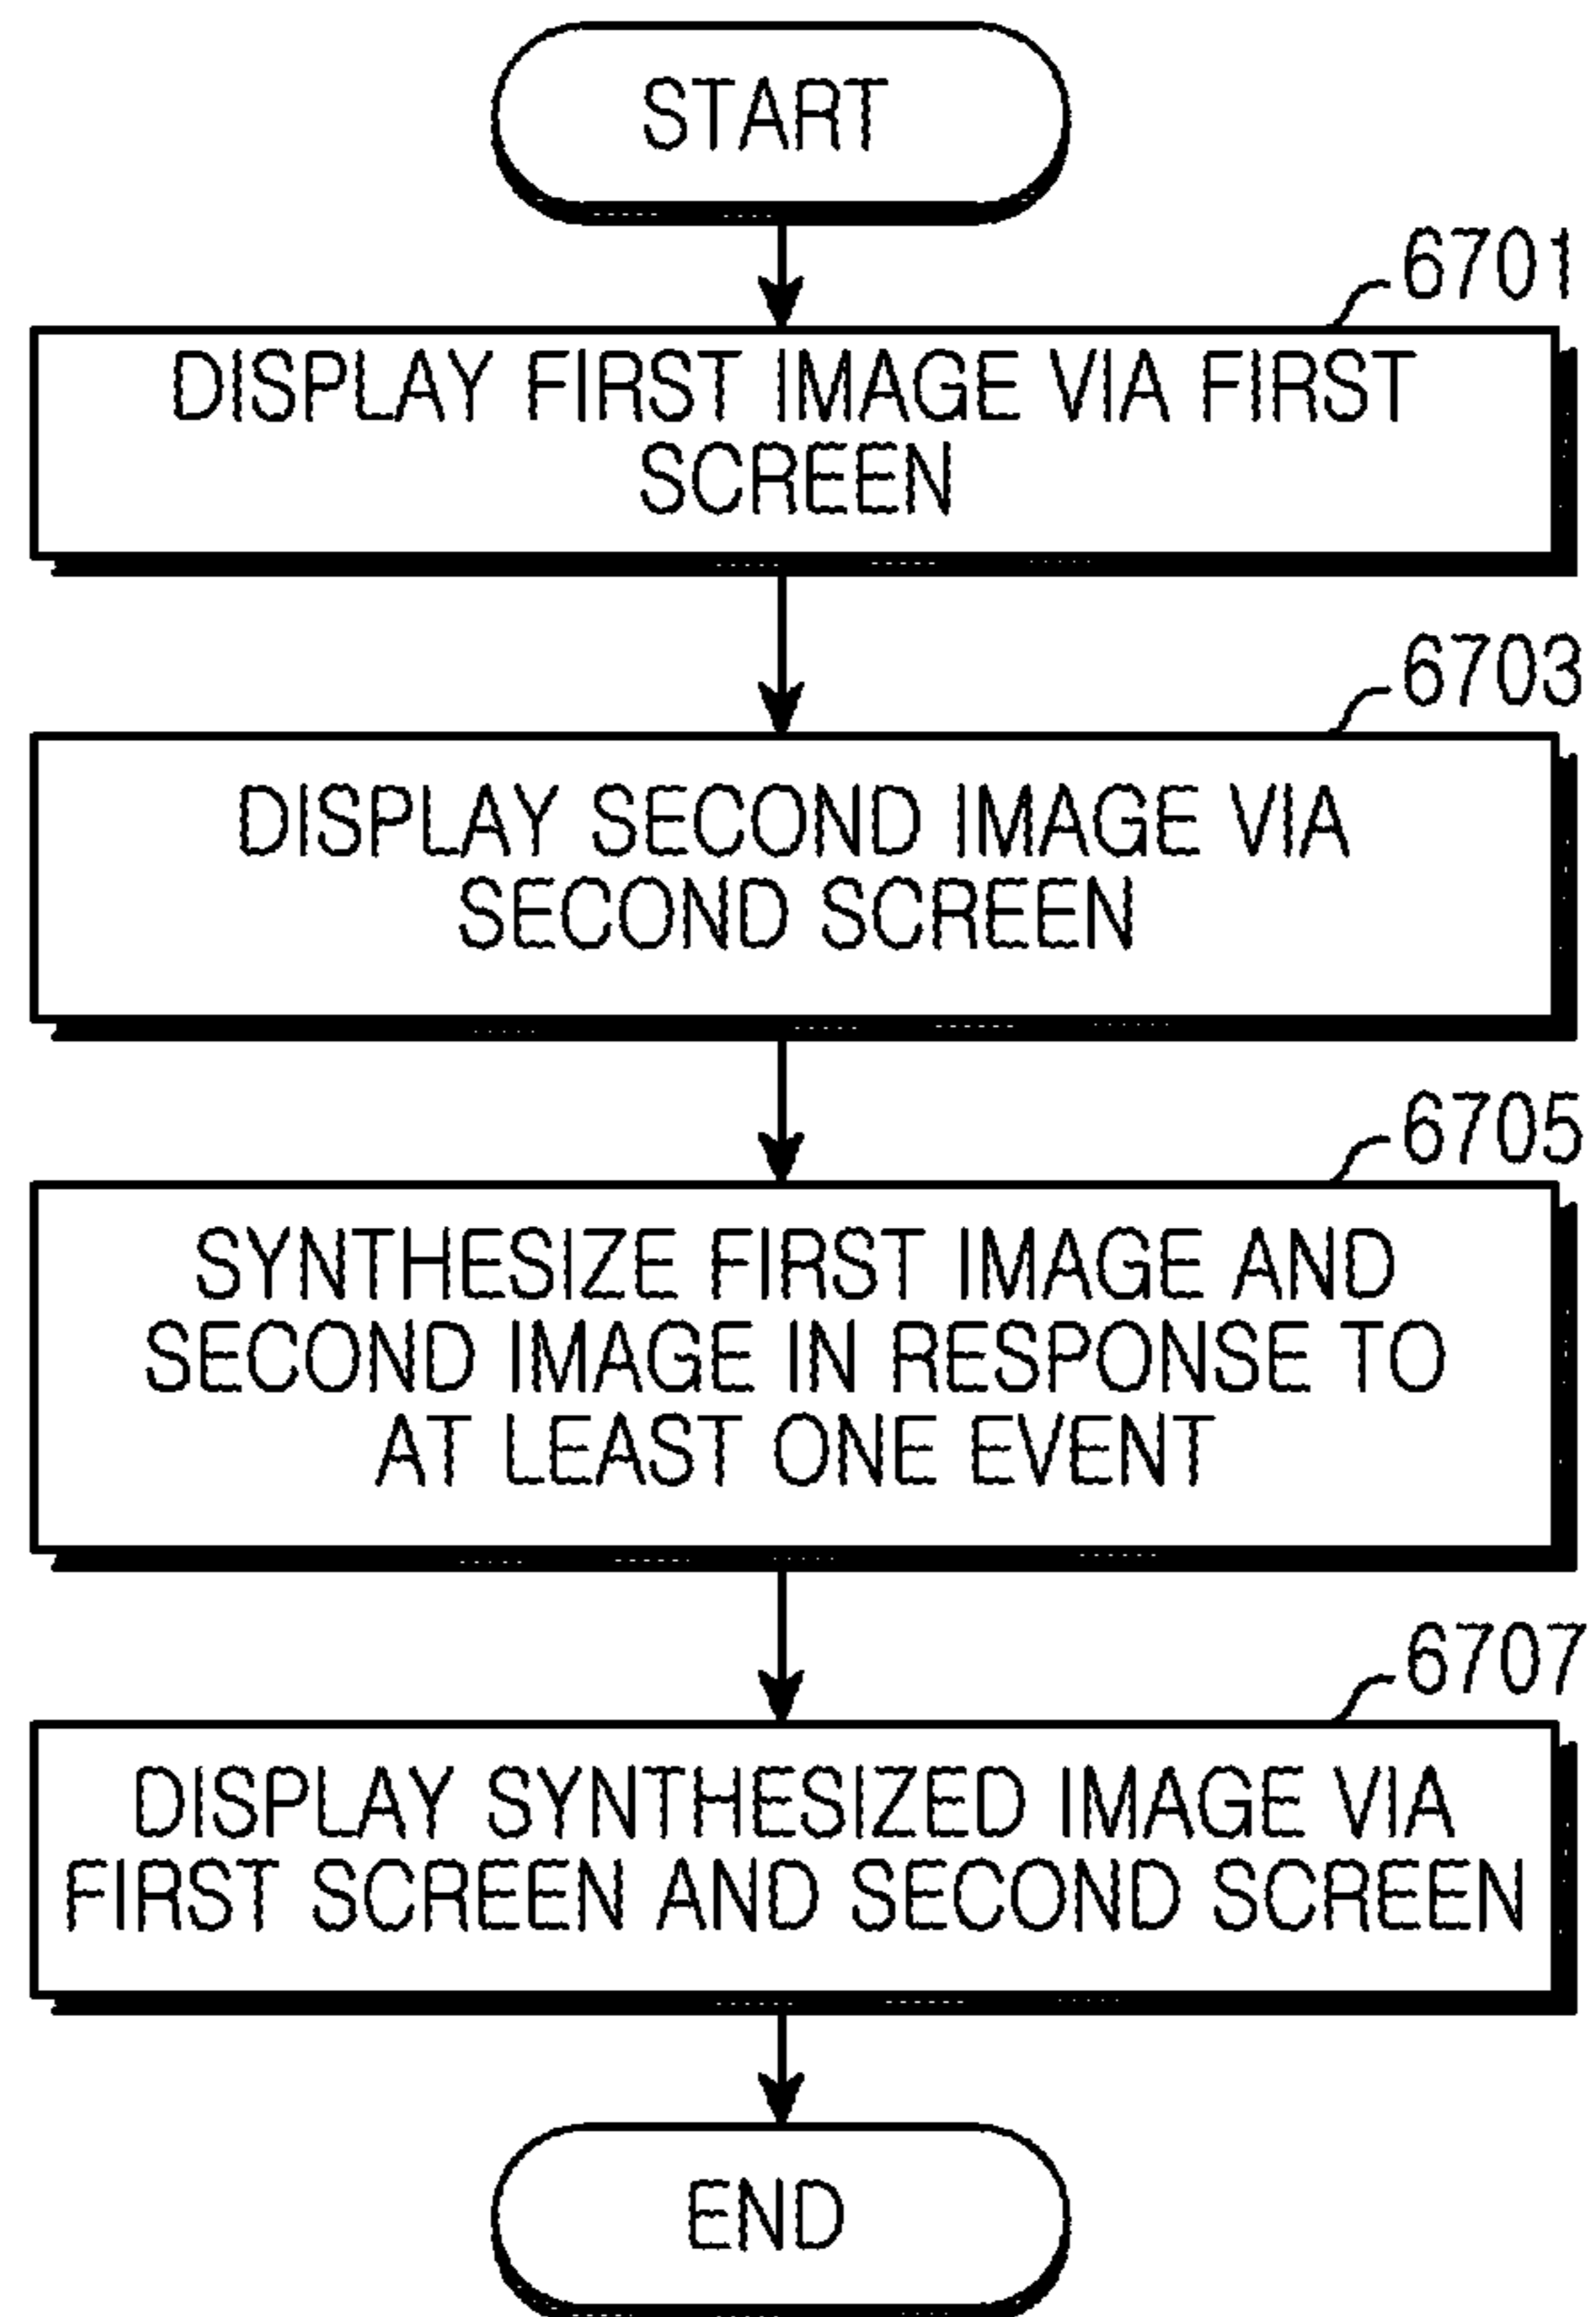 START
6701
DISPLAY FIRST IMAGE VIA FIRST
SCREEN
6703
DISPLAY SECOND IMAGE VIA
SECOND SCREEN
6705
SYNTHESIZE FIRST IMAGE AND
SECOND IMAGE IN RESPONSE TO
AT LEAST ONE EVENT
6707
DISPLAY SYNTHESIZED IMAGE VIA
FIRST SCREEN AND SECOND SCREEN
END